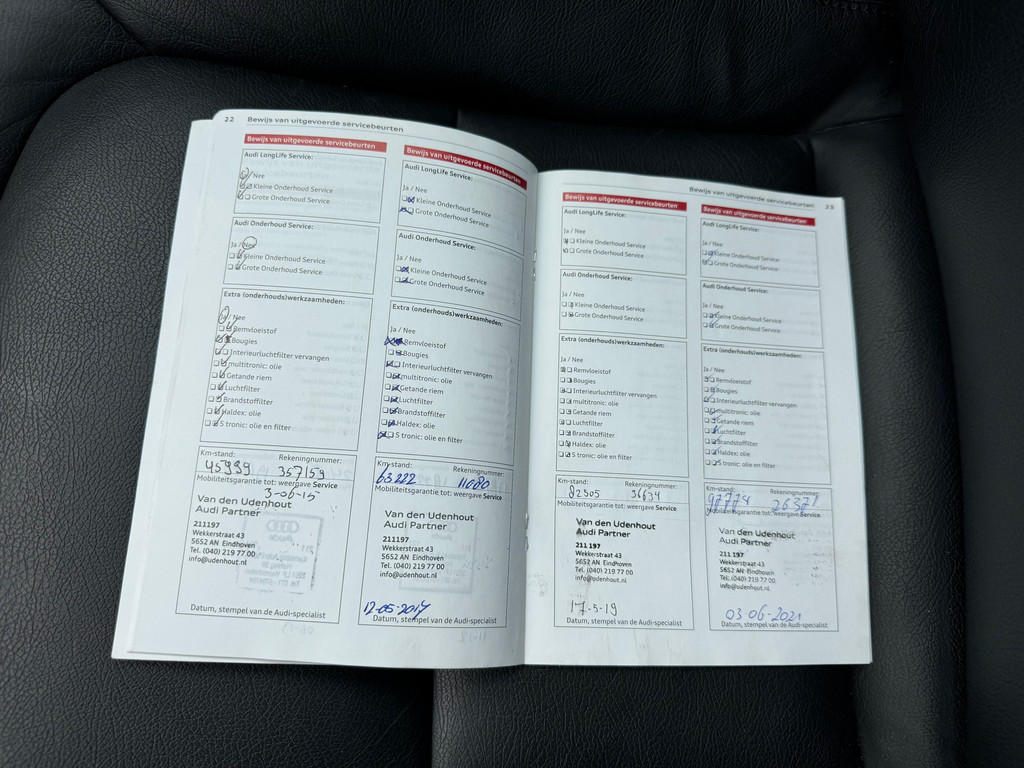 22 Bewijs van uitgevoerde servicebeurten
Bewijs van uitgevoerde servicebeurten
Audi LongLife Service:
/ Nee
Kleine Onderhoud Service
Grote Onderhoud Service
Audi Onderhoud Service:
Ja / Nee
Kleine Onderhoud Service
Grote Onderhoud Service
Extra (onderhouds)werkzaamheden:
/ Nee
Remvloeistof
Bougies
Interieurluchtfilter vervangen
multitronic: olie
Getande riem
Luchtfilter
Brandstoffilter
Haldex: olie
S tronic: olie en filter
Km-stand: Rekeningnummer:
45939 357159
Mobiliteitsgarantie tot: weergave Service
3-06-15
Van den Udenhout
Audi Partner
211197
Wekkerstraat 43
5652 AN Eindhoven
Tel. (040) 219 77 00
info@udenhout.nl
Datum, stempel van de Audi-specialist
Bewijs van uitgevoerde servicebeurten
Audi LongLife Service:
Ja / Nee
Kleine Onderhoud Service
Grote Onderhoud Service
Audi Onderhoud Service:
Ja / Nee
Kleine Onderhoud Service
Grote Onderhoud Service
Extra (onderhouds)werkzaamheden:
Ja / Nee
Remvloeistof
Bougies
Interieurluchtfilter vervangen
multitronic: olie
Getande riem
Luchtfilter
Brandstoffilter
Haldex: olie
S tronic: olie en filter
Km-stand: Rekeningnummer:
63222 11080
Mobiliteitsgarantie tot: weergave Service
Van den Udenhout
Audi Partner
211197
Wekkerstraat 43
5652 AN Eindhoven
Tel. (040) 219 77 00
info@udenhout.nl
12-05-2017
Datum, stempel van de Audi-specialist
Bewijs van uitgevoerde servicebeurten 23
Bewijs van uitgevoerde servicebeurten
Audi LongLife Service:
Ja / Nee
Kleine Onderhoud Service
Grote Onderhoud Service
Audi Onderhoud Service:
Ja / Nee
Kleine Onderhoud Service
Grote Onderhoud Service
Extra (onderhouds)werkzaamheden:
Ja / Nee
Remvloeistof
Bougies
Interieurluchtfilter vervangen
multitronic: olie
Getande riem
Luchtfilter
Brandstoffilter
Haldex: olie
S tronic: olie en filter
Km-stand: Rekeningnummer:
82505 36634
Mobiliteitsgarantie tot: weergave Service
Van den Udenhout
Audi Partner
211 197
Wekkerstraat 43
5652 AN Eindhoven
Tel. (040) 219 77 00
info@udenhout.nl
17-5-19
Datum, stempel van de Audi-specialist
Bewijs van uitgevoerde servicebeurten
Audi LongLife Service:
Ja / Nee
Kleine Onderhoud Service
Grote Onderhoud Service
Audi Onderhoud Service:
Ja / Nee
Kleine Onderhoud Service
Grote Onderhoud Service
Extra (onderhouds)werkzaamheden:
Ja / Nee
Remvloeistof
Bougies
Interieurluchtfilter vervangen
multitronic: olie
Getande riem
Luchtfilter
Brandstoffilter
Haldex: olie
S tronic: olie en filter
Km-stand: Rekeningnummer:
97774 26371
Mobiliteitsgarantie tot: weergave Service
Van den Udenhout
Audi Partner
211 197
Wekkerstraat 43
5652 AN Eindhoven
Tel. (040) 219 77 00
info@udenhout.nl
03-06-2021
Datum, stempel van de Audi-specialist